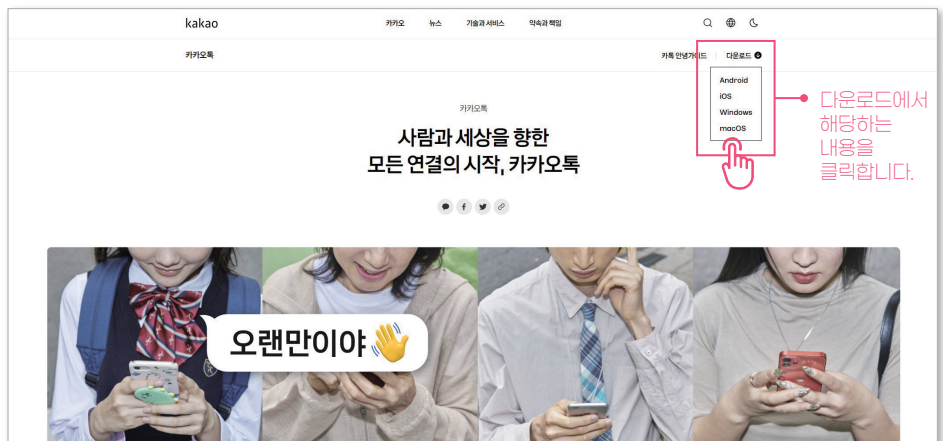 kakao
카카오 뉴스 기술과 서비스 약속과 책임
카카오톡
카톡 안녕가이드 다운로드
Android
iOS
Windows
macOS
다운로드에서
해당하는
내용을
클릭합니다.
카카오톡
사람과 세상을 향한
모든 연결의 시작, 카카오톡
오랜만이야👋